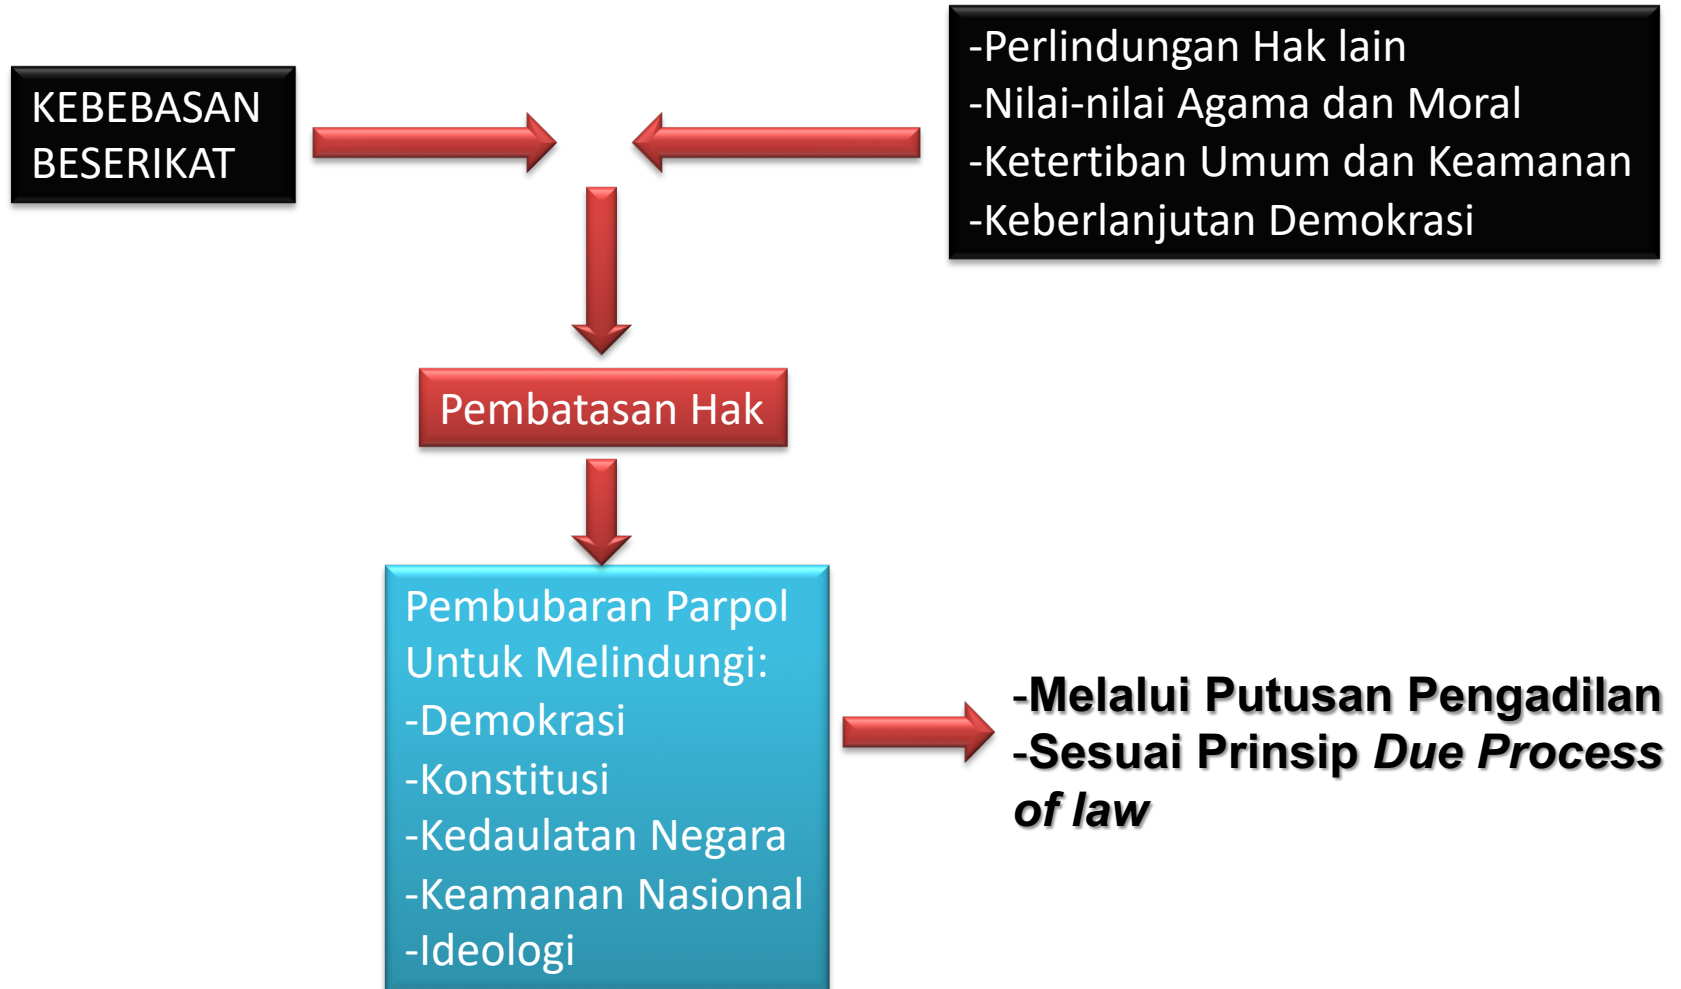 KEBEBASAN
BESERIKAT
-Perlindungan Hak lain
-Nilai-nilai Agama dan Moral
-Ketertiban Umum dan Keamanan
-Keberlanjutan Demokrasi
Pembatasan Hak
Pembubaran Parpol
Untuk Melindungi:
-Demokrasi
-Konstitusi
-Kedaulatan Negara
-Keamanan Nasional
-Ideologi
-Melalui Putusan Pengadilan
-Sesuai Prinsip Due Process
of law